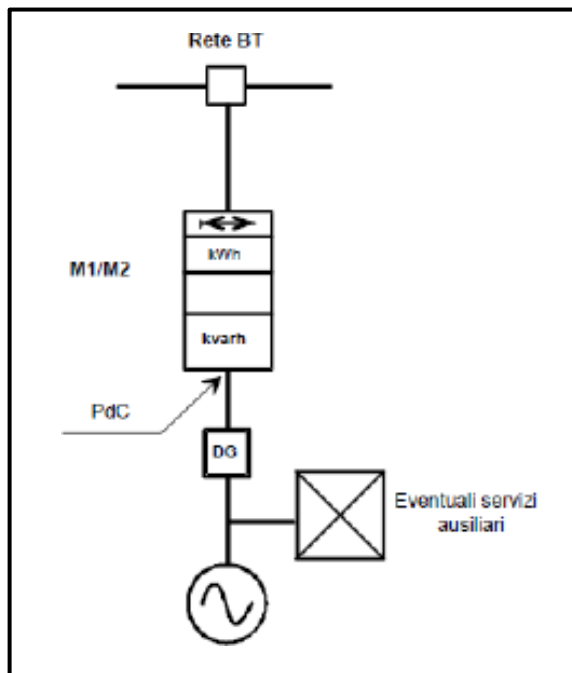 Rete BT
M1/M2
kWh
kvarh
PdC
DG
Eventuali servizi
ausiliari